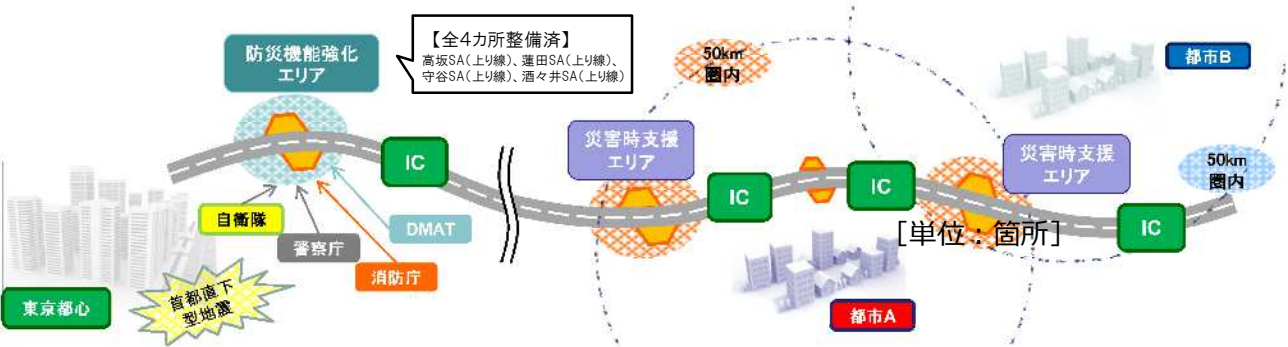 防災機能強化
エリア
【全4カ所整備済】
高坂SA(上り線)、蓮田SA(上り線)、
守谷SA(上り線)、酒々井SA(上り線)
50km
圏内
都市B
災害時支援
エリア
災害時支援
エリア
50km
圏内
IC
IC
IC
IC
自衛隊
警察庁
消防庁
DMAT
[単位:箇所]
東京都心
首都直下
型地震
都市A